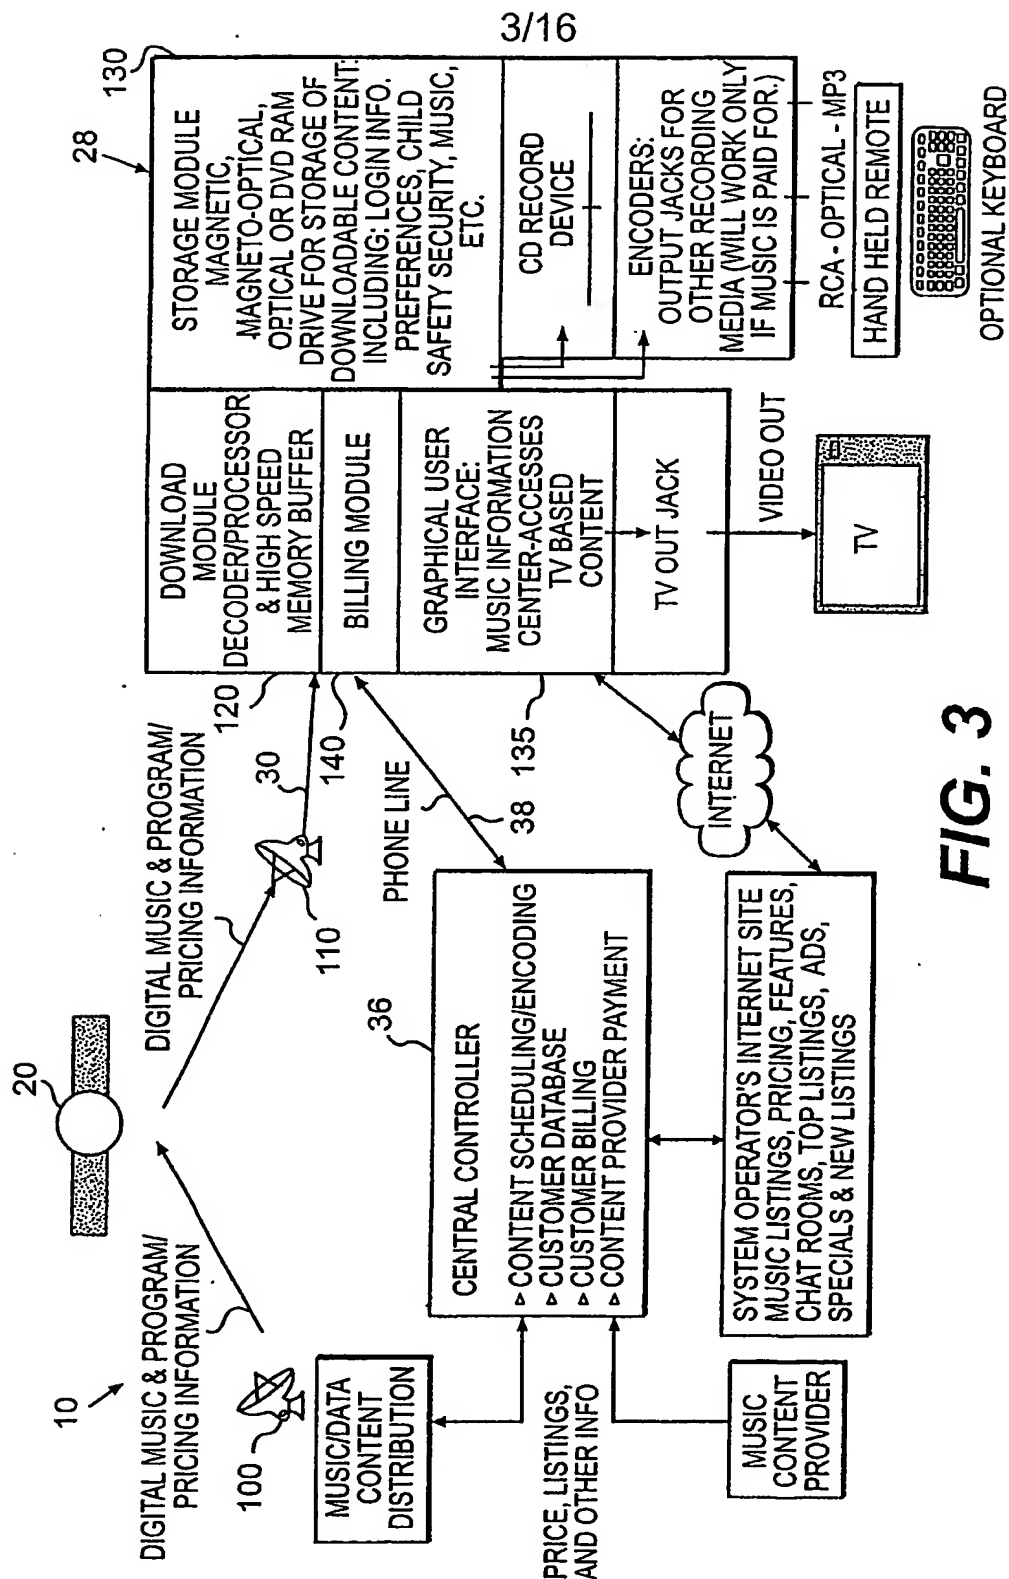 3/16
10
DIGITAL MUSIC & PROGRAM/
PRICING INFORMATION
100
20
DIGITAL MUSIC & PROGRAM/
PRICING INFORMATION
110
30
28
130
120
DOWNLOAD
MODULE
DECODER/PROCESSOR
& HIGH SPEED
MEMORY BUFFER
140
BILLING MODULE
135
GRAPHICAL USER
INTERFACE:
MUSIC INFORMATION
CENTER-ACCESSES
TV BASED
CONTENT
TV OUT JACK
VIDEO OUT
TV
STORAGE MODULE
MAGNETIC,
MAGNETO-OPTICAL,
OPTICAL OR DVD RAM
DRIVE FOR STORAGE OF
DOWNLOADABLE CONTENT:
INCLUDING: LOGIN INFO.
PREFERENCES, CHILD
SAFETY SECURITY, MUSIC,
ETC.
CD RECORD
DEVICE
ENCODERS:
OUTPUT JACKS FOR
OTHER RECORDING
MEDIA (WILL WORK ONLY
IF MUSIC IS PAID FOR.)
RCA - OPTICAL - MP3
HAND HELD REMOTE
OPTIONAL KEYBOARD
MUSIC/DATA
CONTENT
DISTRIBUTION
PRICE, LISTINGS,
AND OTHER INFO
MUSIC
CONTENT
PROVIDER
36
CENTRAL CONTROLLER
▹ CONTENT SCHEDULING/ENCODING
▹ CUSTOMER DATABASE
▹ CUSTOMER BILLING
▹ CONTENT PROVIDER PAYMENT
PHONE LINE
38
INTERNET
SYSTEM OPERATOR'S INTERNET SITE
MUSIC LISTINGS, PRICING, FEATURES,
CHAT ROOMS, TOP LISTINGS, ADS,
SPECIALS & NEW LISTINGS
FIG. 3